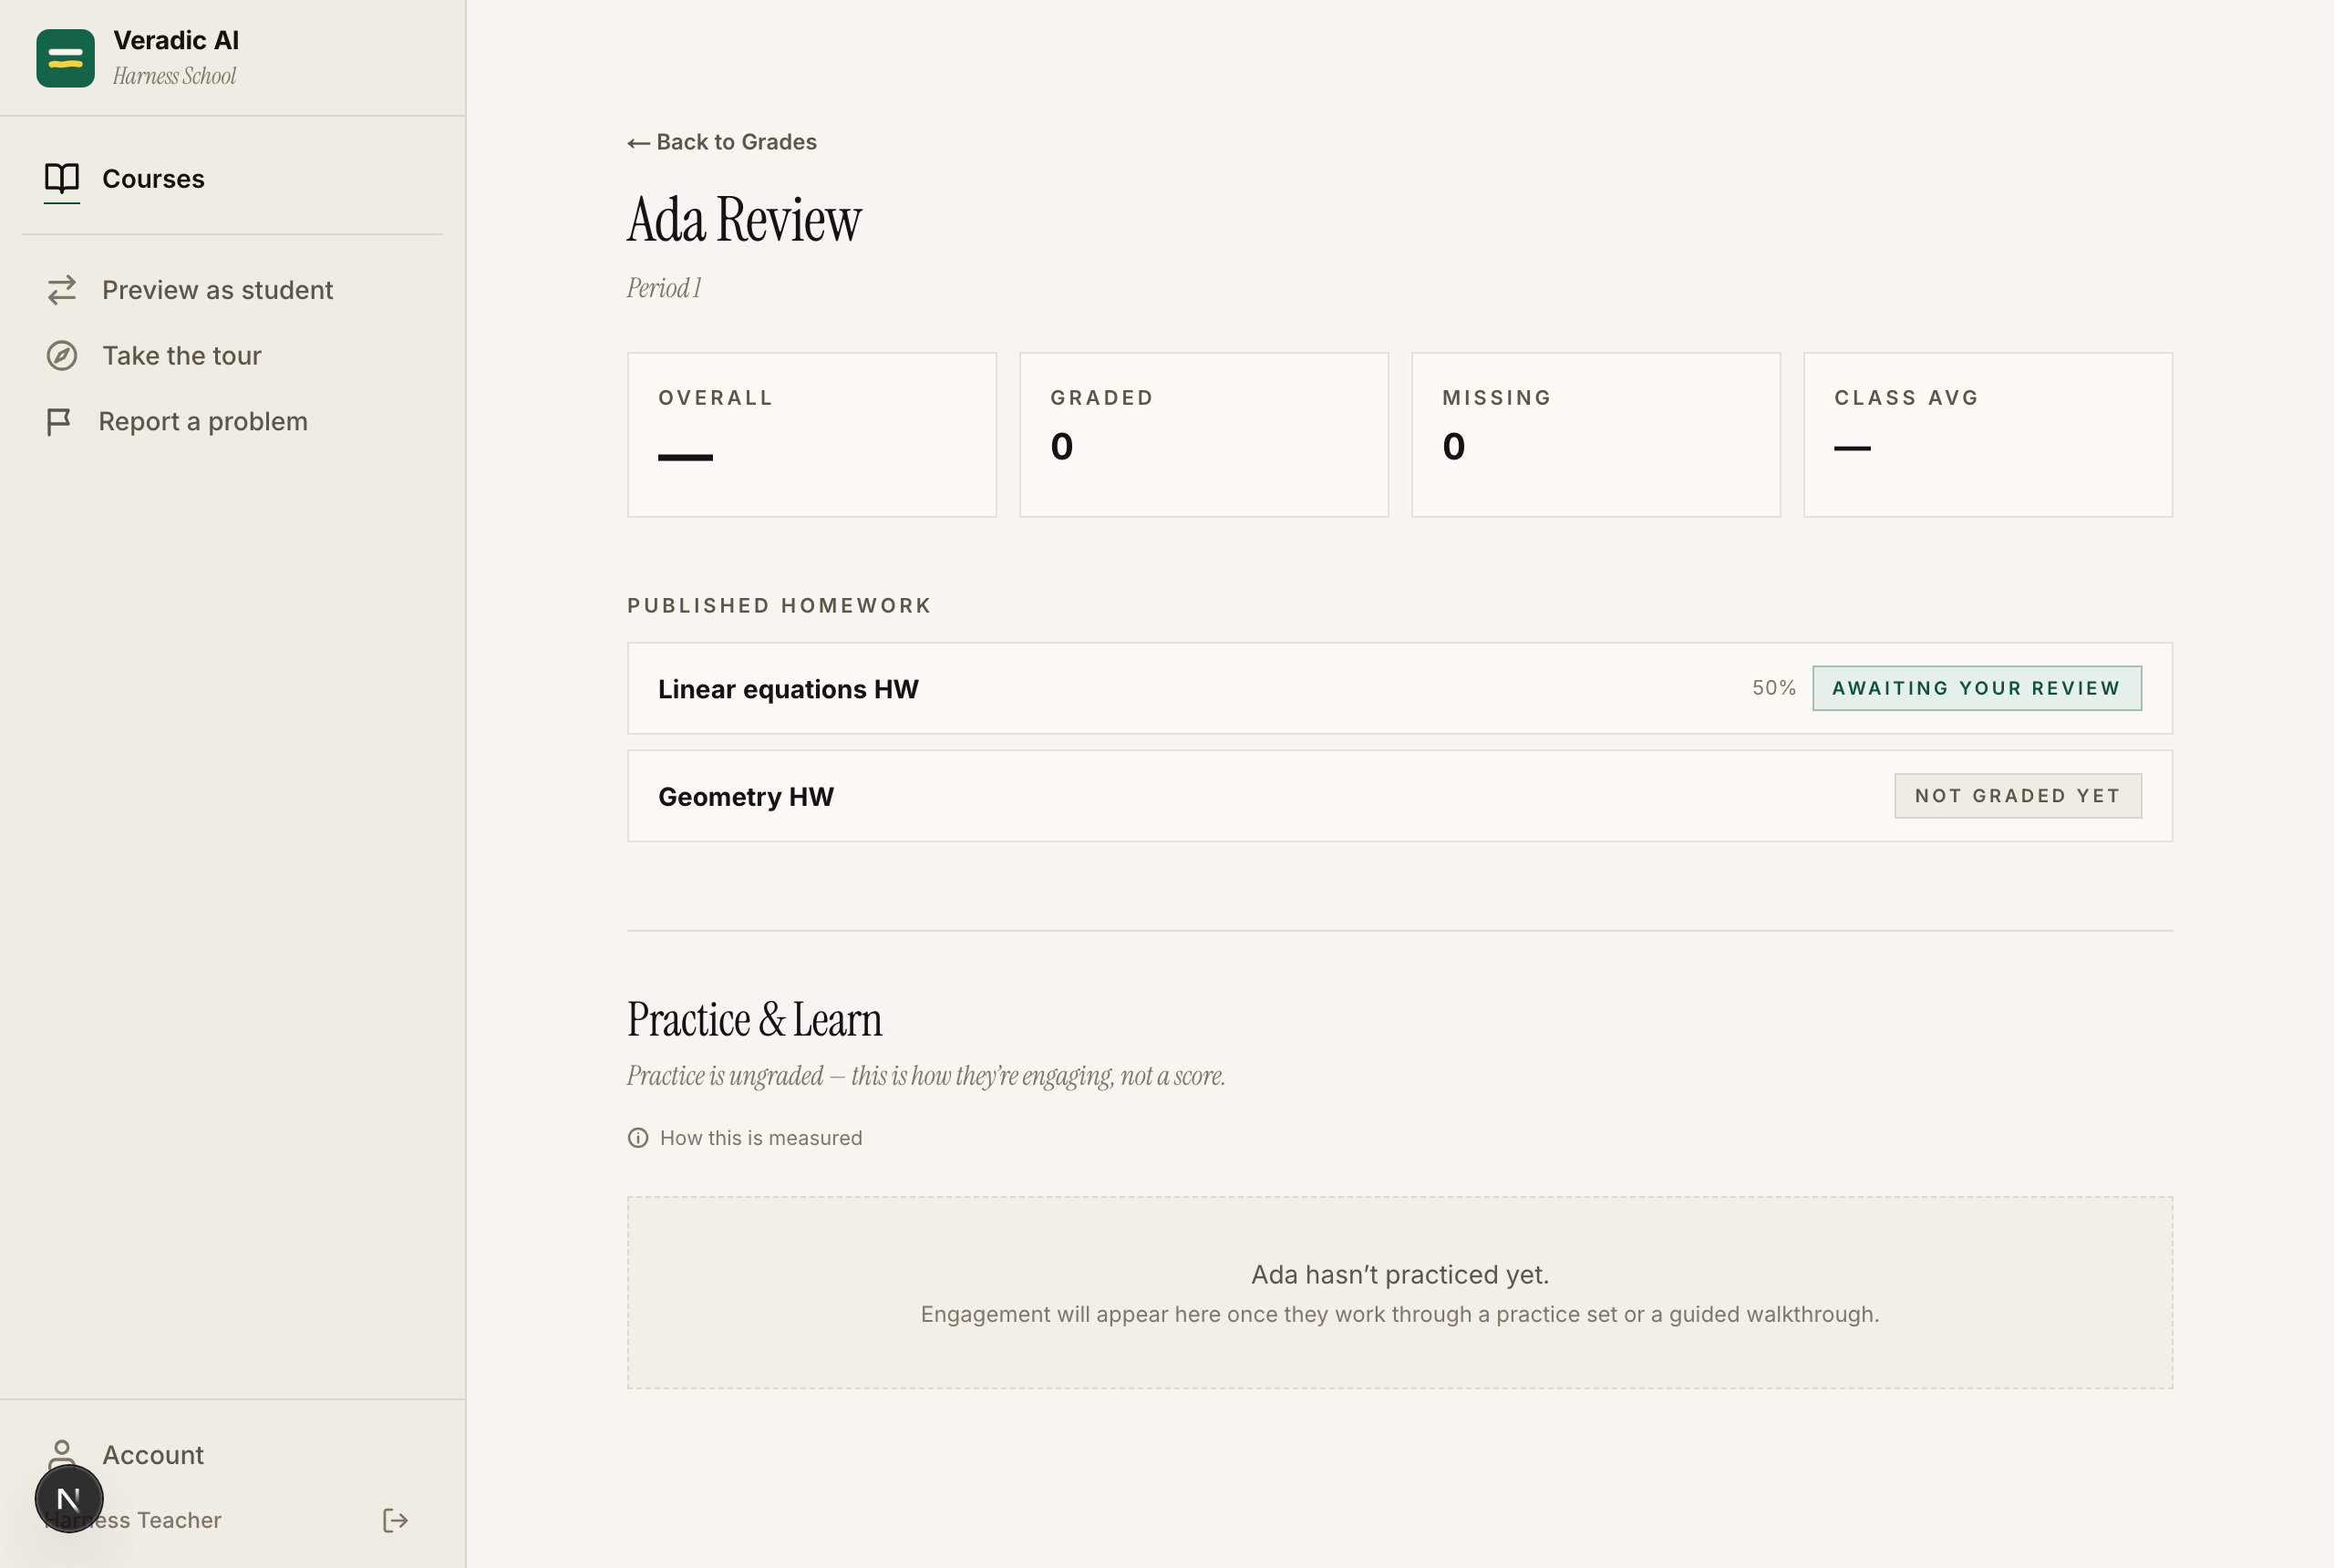 Veradic AI
Harness School
Courses
Preview as student
Take the tour
Report a problem
Account
N
Teacher
← Back to Grades
Ada Review
Period 1
OVERALL
—
GRADED
0
MISSING
0
CLASS AVG
—
PUBLISHED HOMEWORK
Linear equations HW
50%
AWAITING YOUR REVIEW
Geometry HW
NOT GRADED YET
Practice & Learn
Practice is ungraded — this is how they’re engaging, not a score.
How this is measured
Ada hasn’t practiced yet.
Engagement will appear here once they work through a practice set or a guided walkthrough.